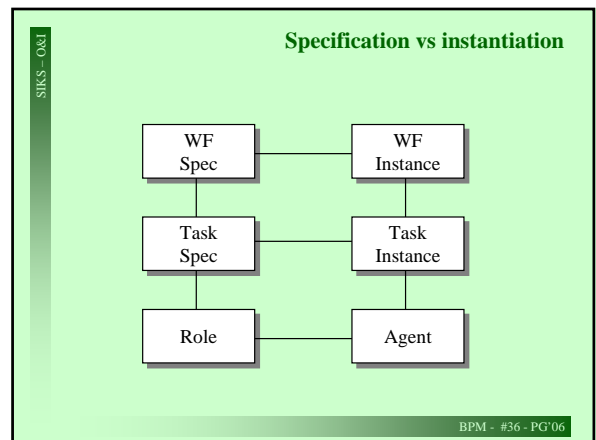 SIKS – O&I
Specification vs instantiation
WF
Spec
WF
Instance
Task
Spec
Task
Instance
Role
Agent
BPM - #36 - PG'06